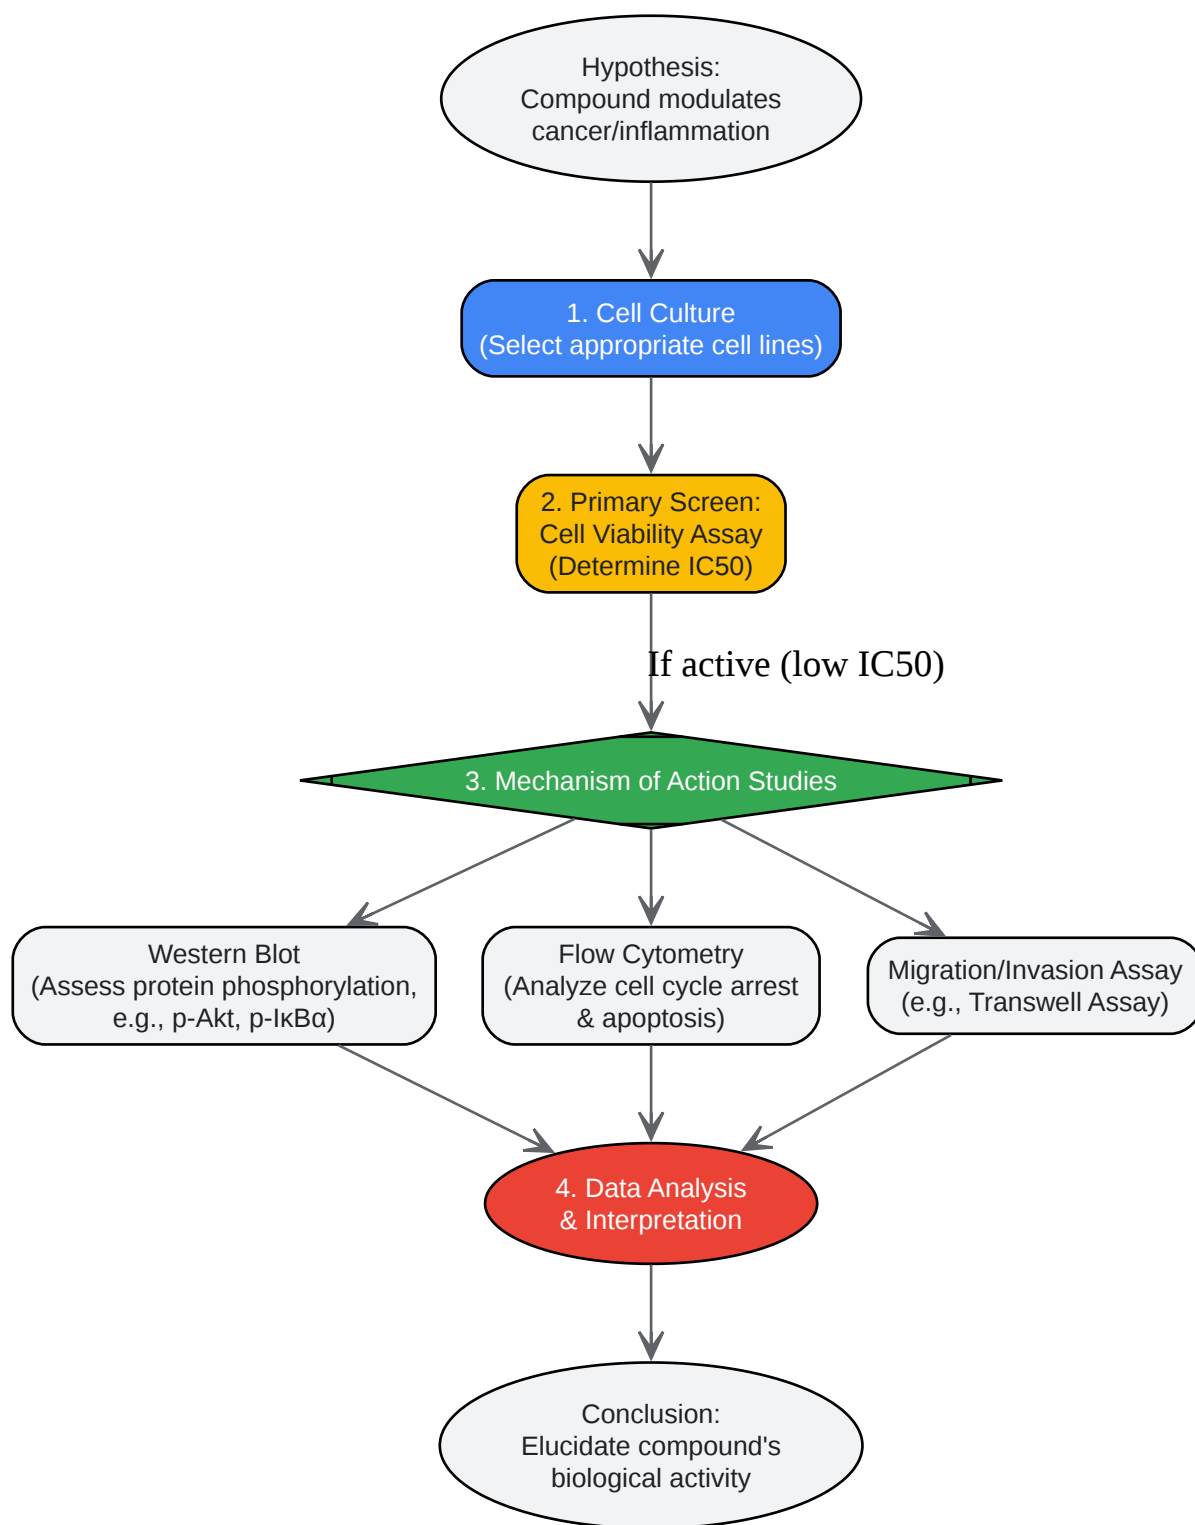 Hypothesis:
Compound modulates
cancer/inflammation
1. Cell Culture
(Select appropriate cell lines)
2. Primary Screen:
Cell Viability Assay
(Determine IC50)
If active (low IC50)
3. Mechanism of Action Studies
Western Blot
(Assess protein phosphorylation,
e.g., p-Akt, p-IκBα)
Flow Cytometry
(Analyze cell cycle arrest
& apoptosis)
Migration/Invasion Assay
(e.g., Transwell Assay)
4. Data Analysis
& Interpretation
Conclusion:
Elucidate compound's
biological activity